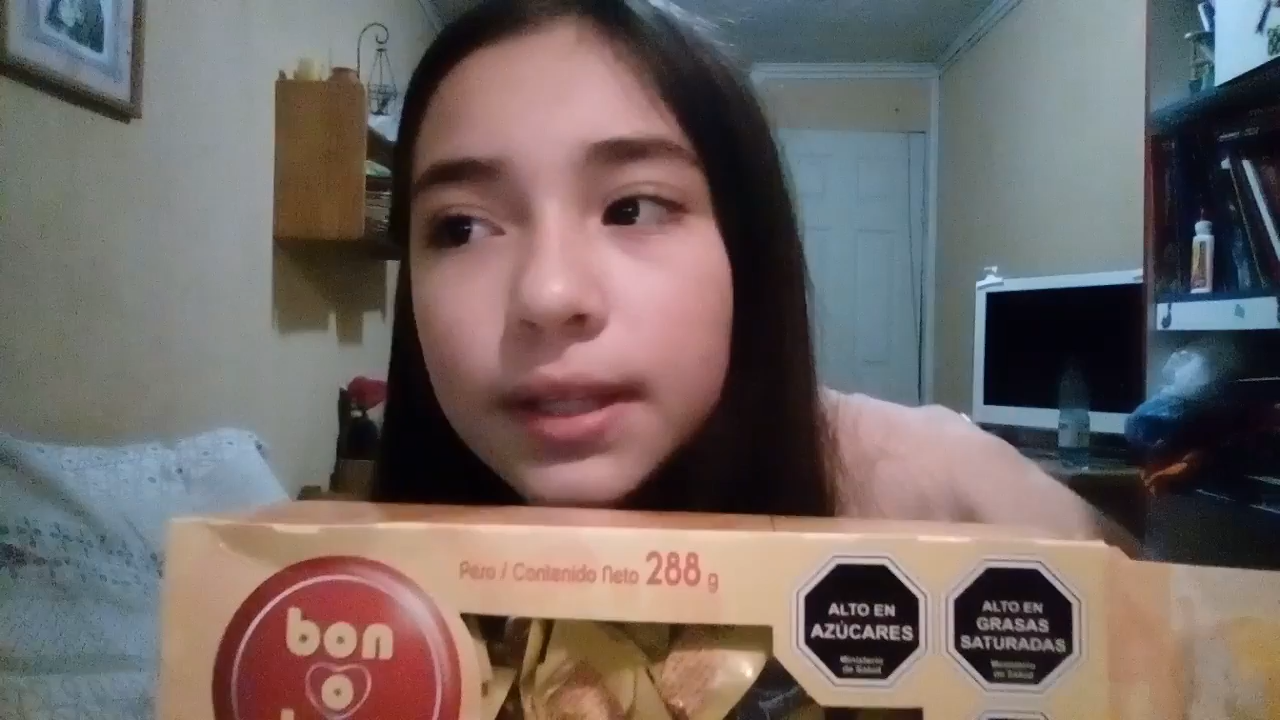 Peso / Contenido Neto 288 g
bon
o
ALTO EN
AZÚCARES
Ministerio
de Salud
ALTO EN
GRASAS
SATURADAS
Ministerio
de Salud